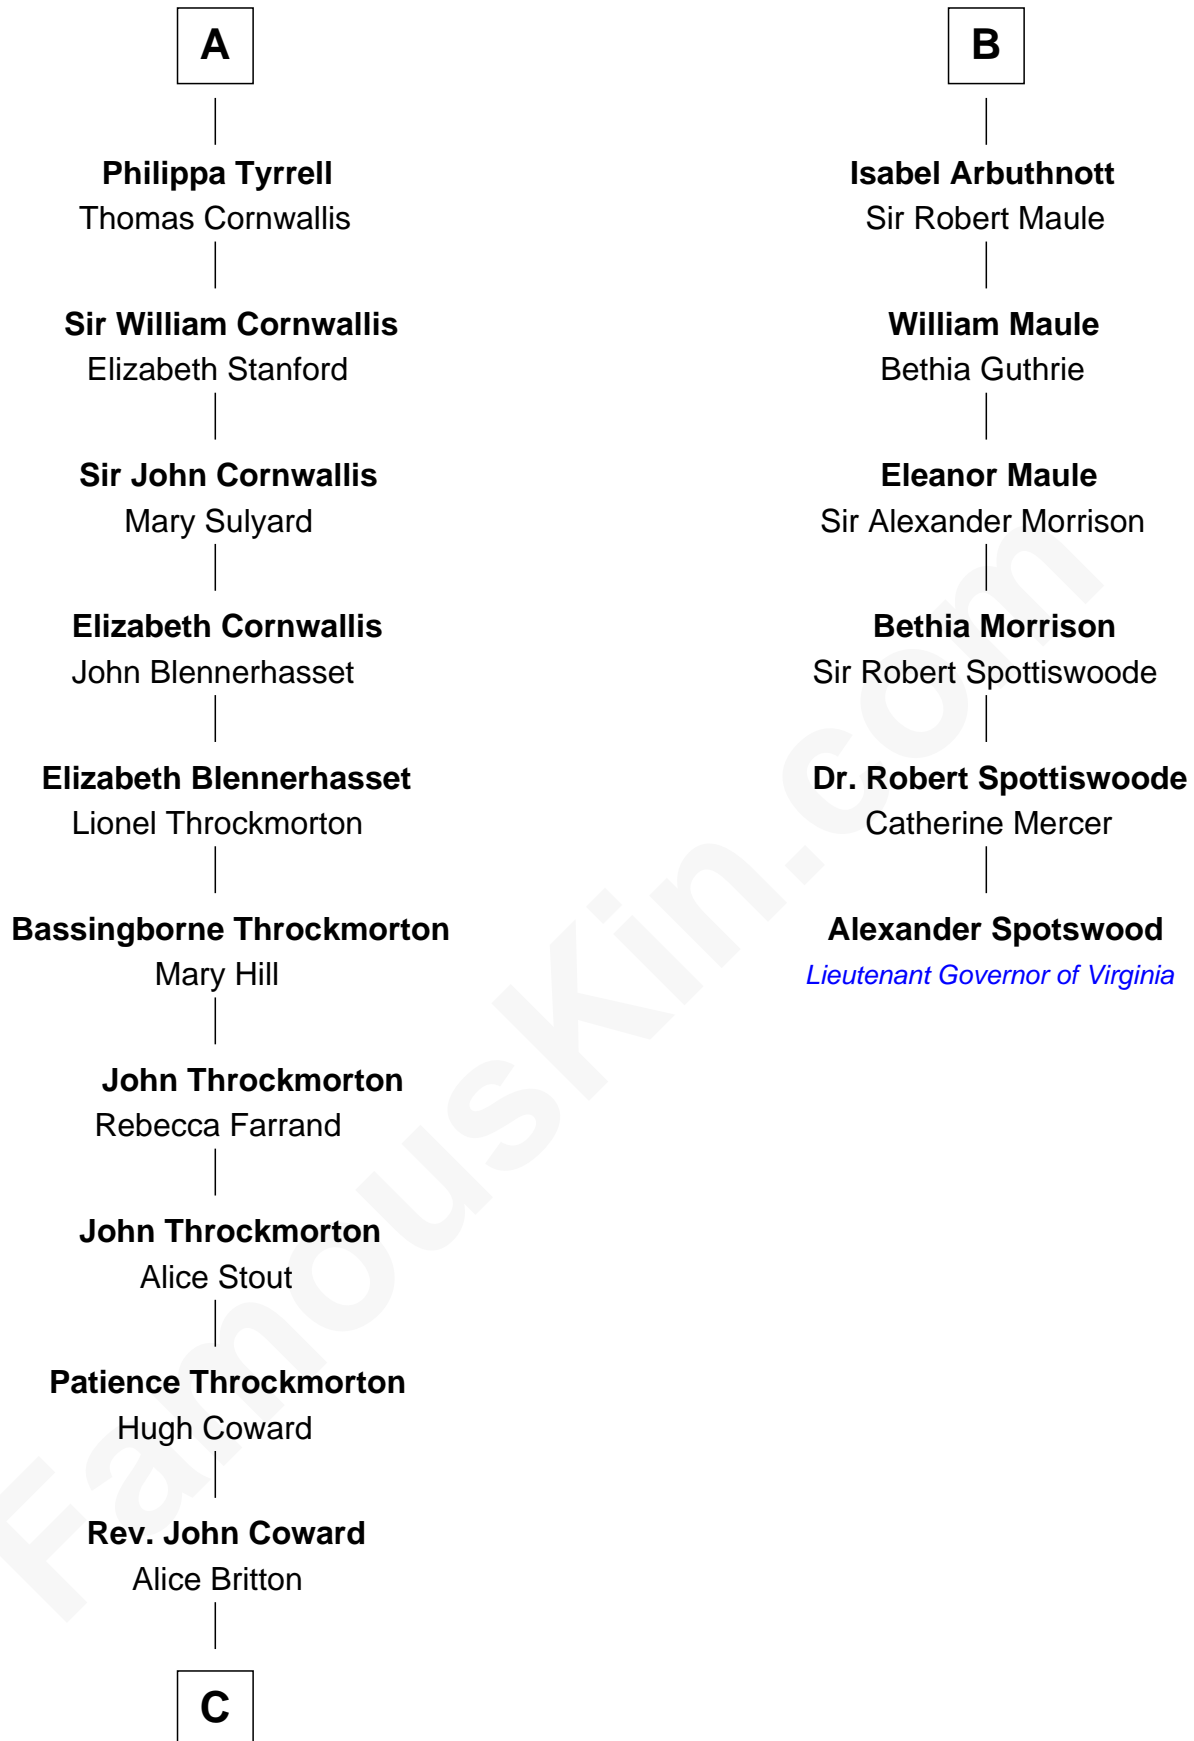 A
Philippa Tyrrell
Thomas Cornwallis
Sir William Cornwallis
Elizabeth Stanford
Sir John Cornwallis
Mary Sulyard
Elizabeth Cornwallis
John Blennerhasset
Elizabeth Blennerhasset
Lionel Throckmorton
Bassingborne Throckmorton
Mary Hill
John Throckmorton
Rebecca Farrand
John Throckmorton
Alice Stout
Patience Throckmorton
Hugh Coward
Rev. John Coward
Alice Britton
C
B
Isabel Arbuthnott
Sir Robert Maule
William Maule
Bethia Guthrie
Eleanor Maule
Sir Alexander Morrison
Bethia Morrison
Sir Robert Spottiswoode
Dr. Robert Spottiswoode
Catherine Mercer
Alexander Spotswood
Lieutenant Governor of Virginia
FamousKin.com